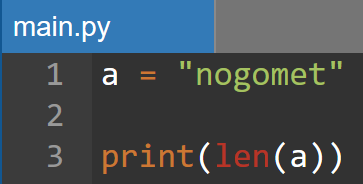 main.py
1 a = "nogomet"
2
3 print(len(a))